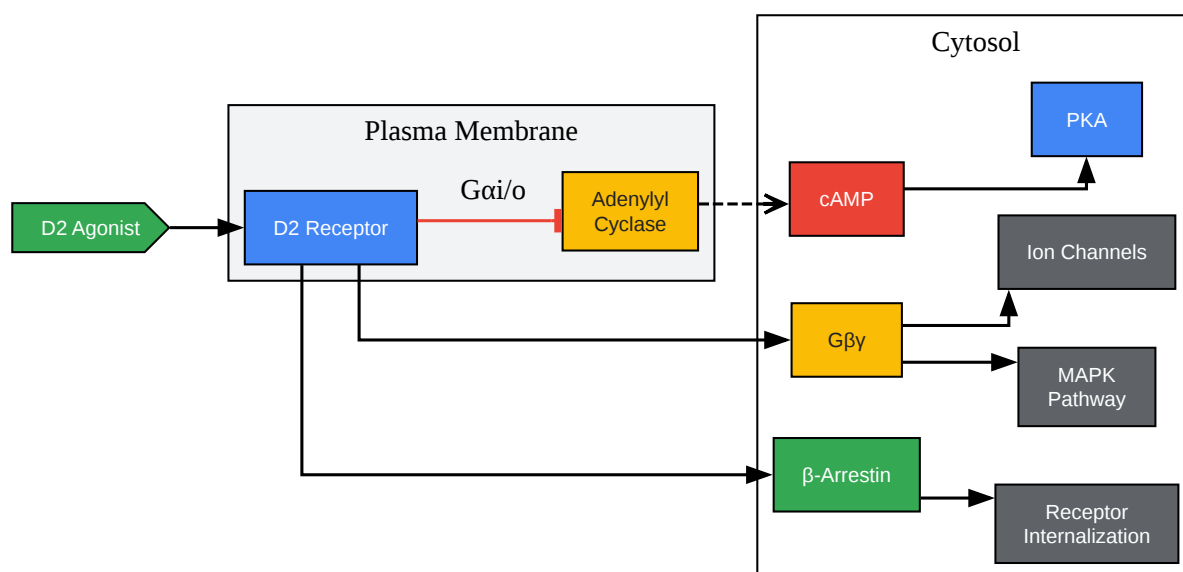 Cytosol
PKA
Plasma Membrane
Gαi/o
Adenylyl
Cyclase
cAMP
D2 Agonist
D2 Receptor
Ion Channels
Gβγ
MAPK
Pathway
β-Arrestin
Receptor
Internalization